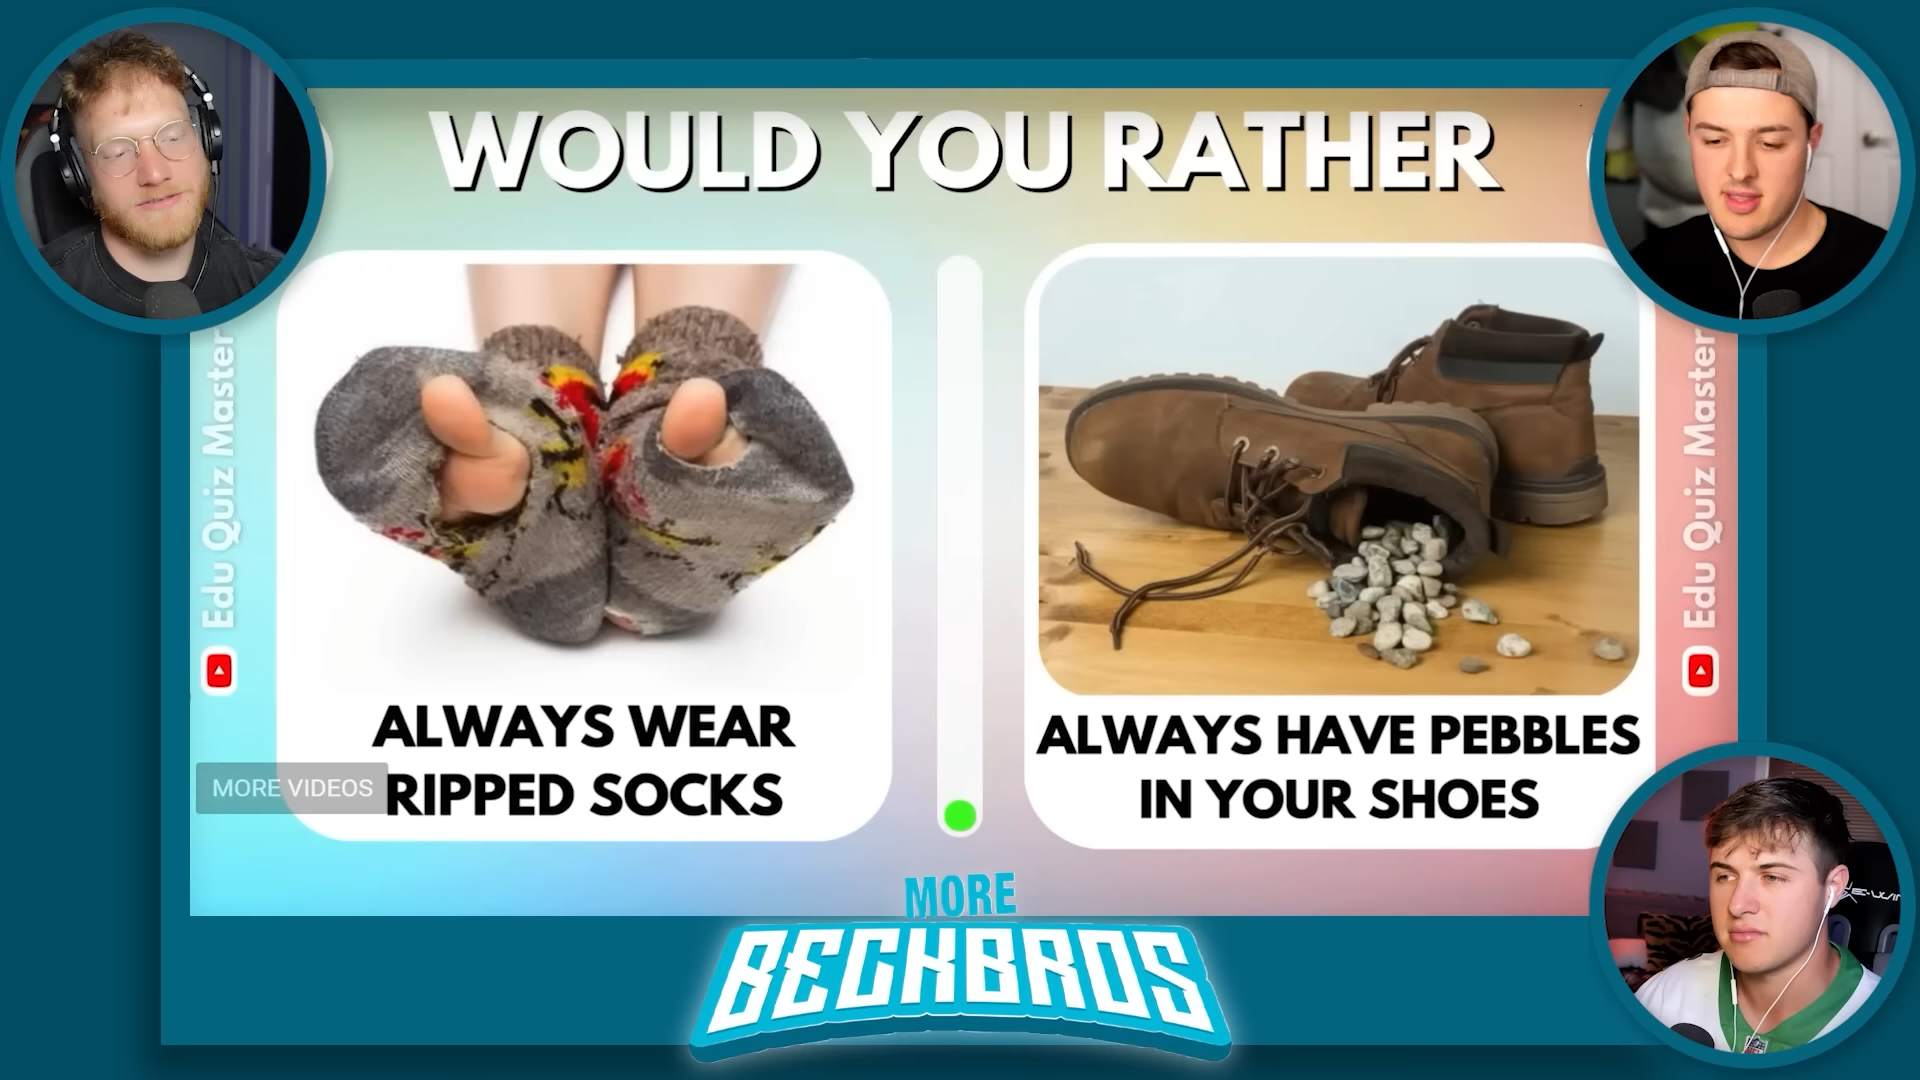 WOULD YOU RATHER
Edu Quiz Master
Edu Quiz Master
ALWAYS WEAR
RIPPED SOCKS
ALWAYS HAVE PEBBLES
IN YOUR SHOES
MORE VIDEOS
MORE
BECKBROS